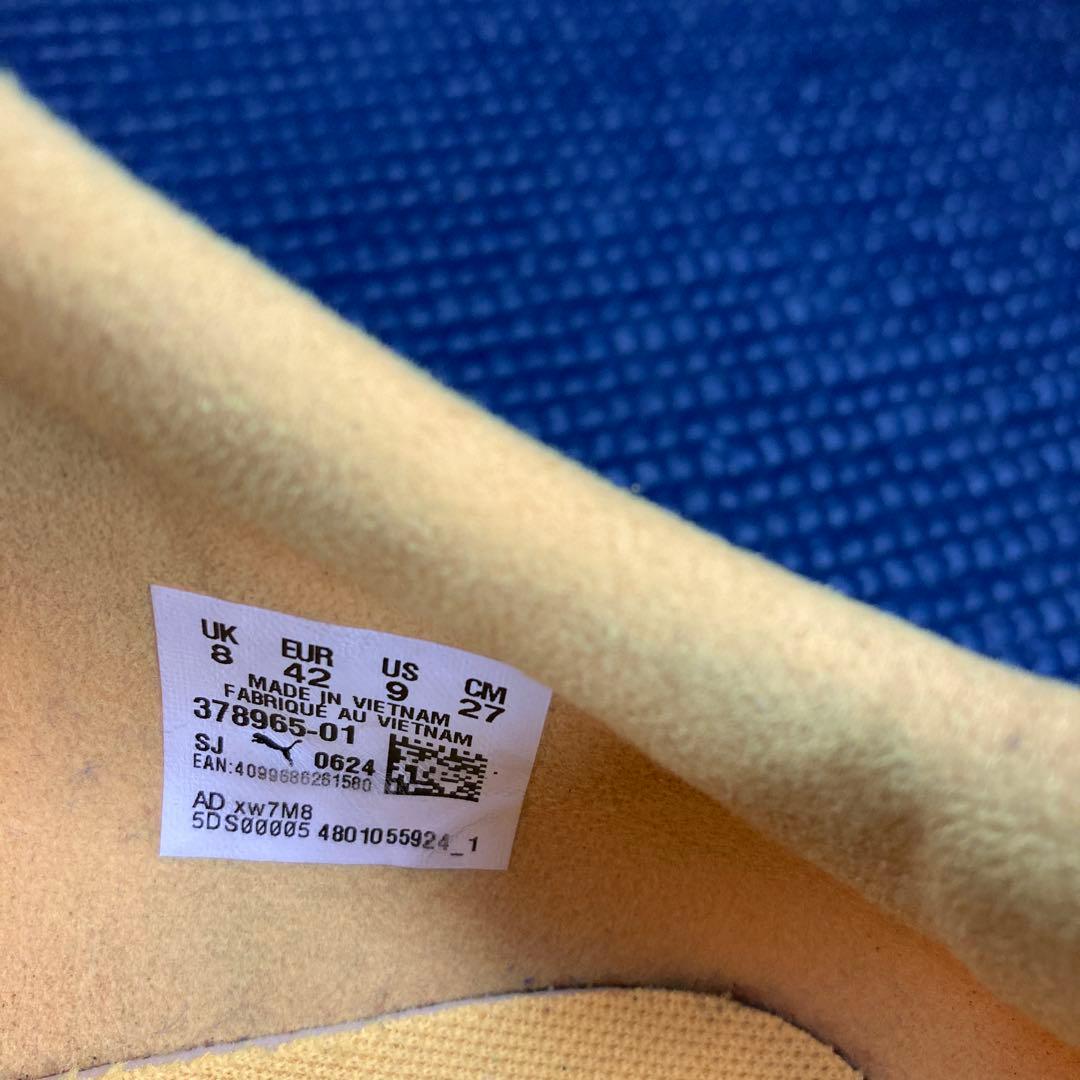 UK EUR US CM
8 42 9 27
MADE IN VIETNAM
FABRIQUE AU VIETNAM
378965-01
SJ 0624
EAN:4099686261580
AD xw7M8
5DS00005 4801055924_1